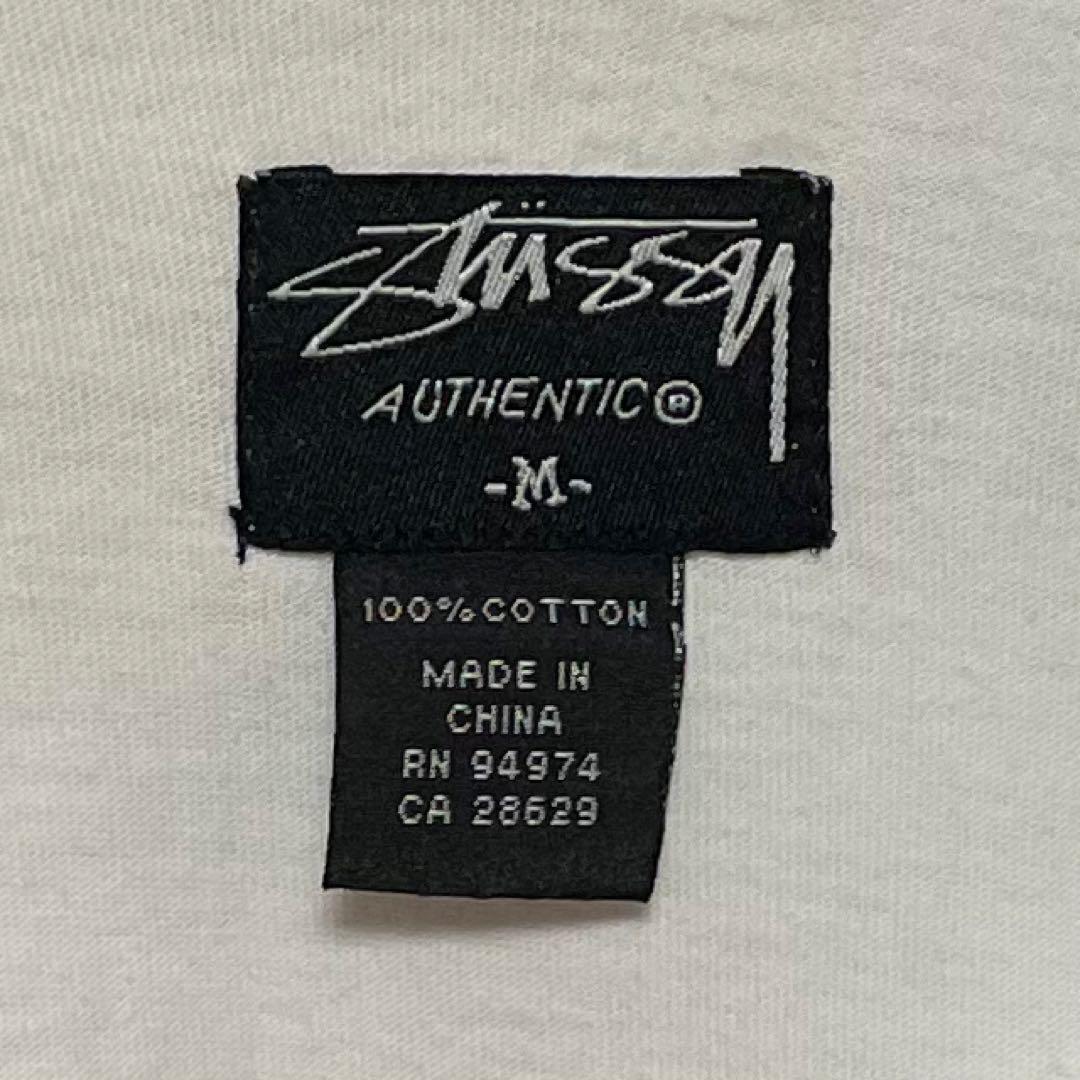 Stüssy
AUTHENTIC®
-M-
100% COTTON
MADE IN
CHINA
RN 94974
CA 28629